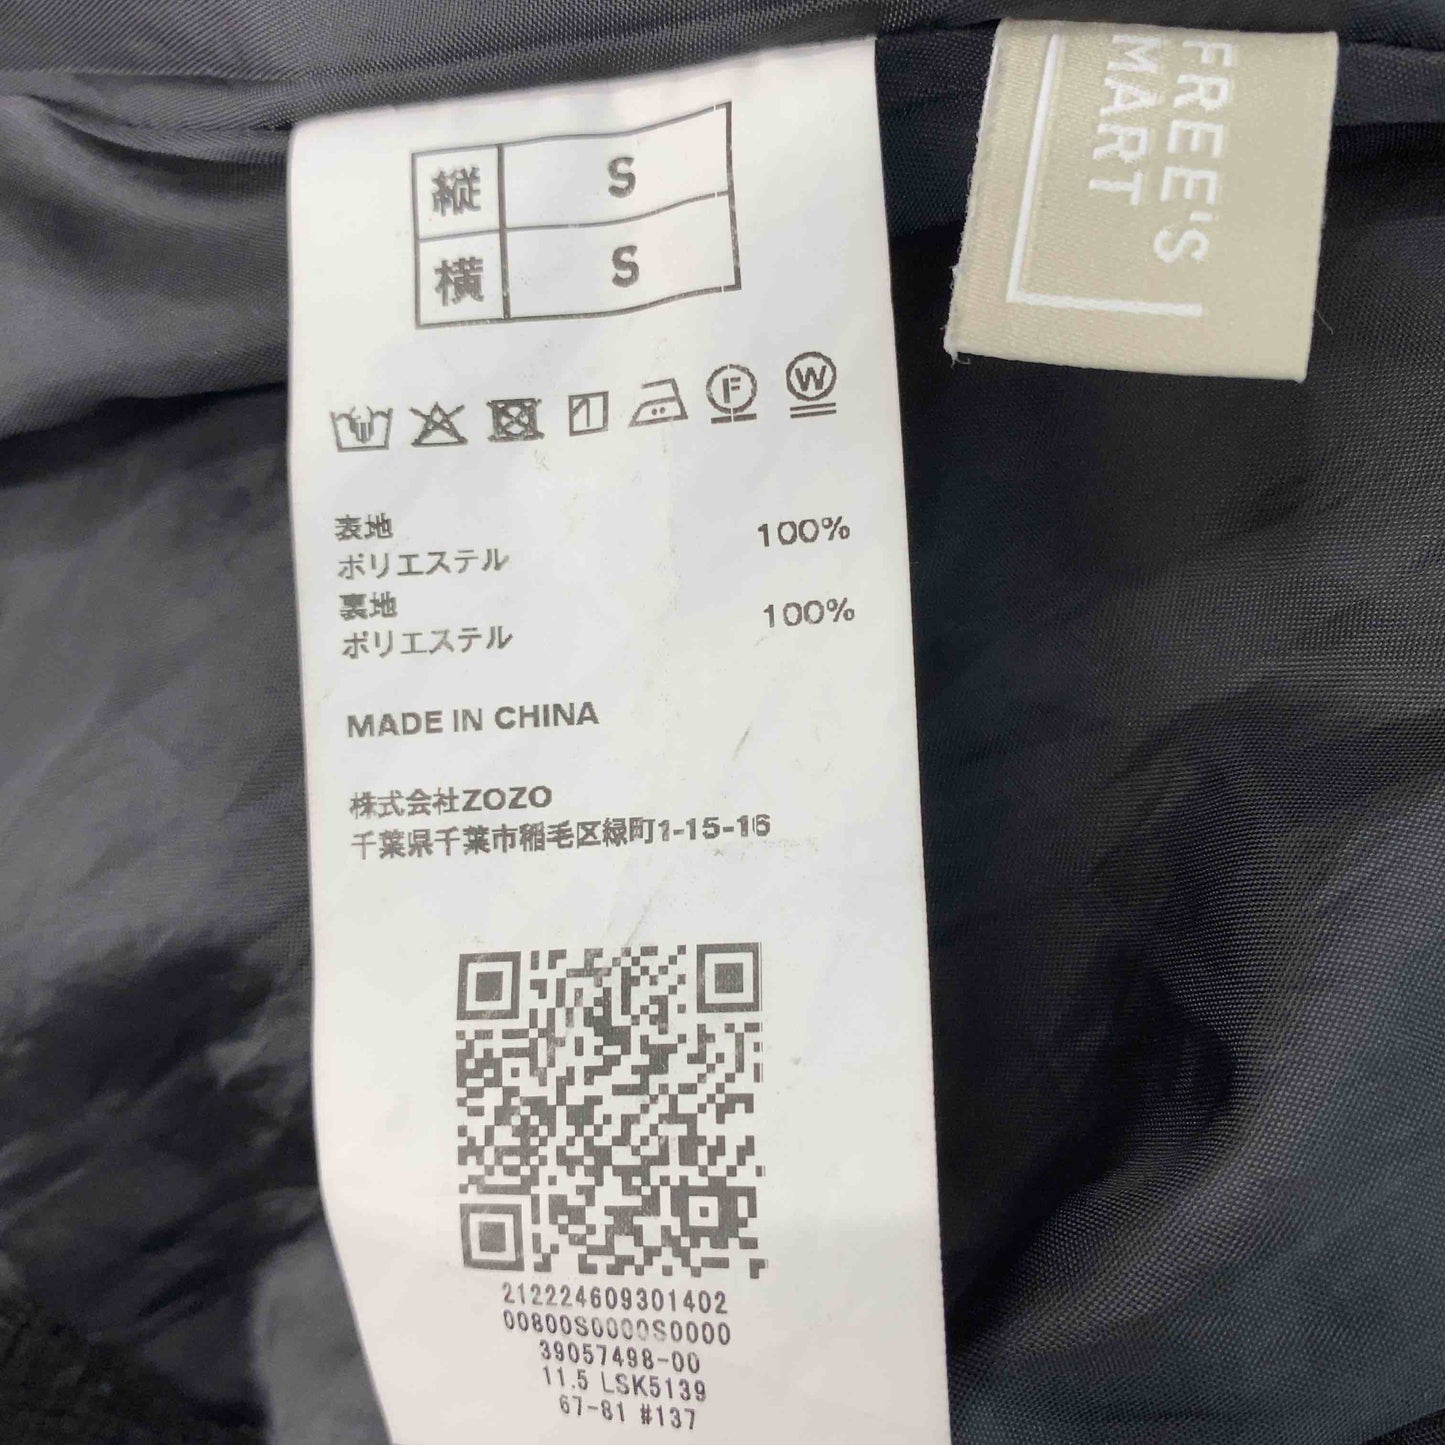 FREE'S
MART
縦 S
横 S
F W
表地
ポリエステル 100%
裏地
ポリエステル 100%
MADE IN CHINA
株式会社ZOZO
千葉県千葉市稲毛区緑町1-15-16
212224609301402
00800S0000S0000
39057498-00
11.5 LSK5139
67-81 #137